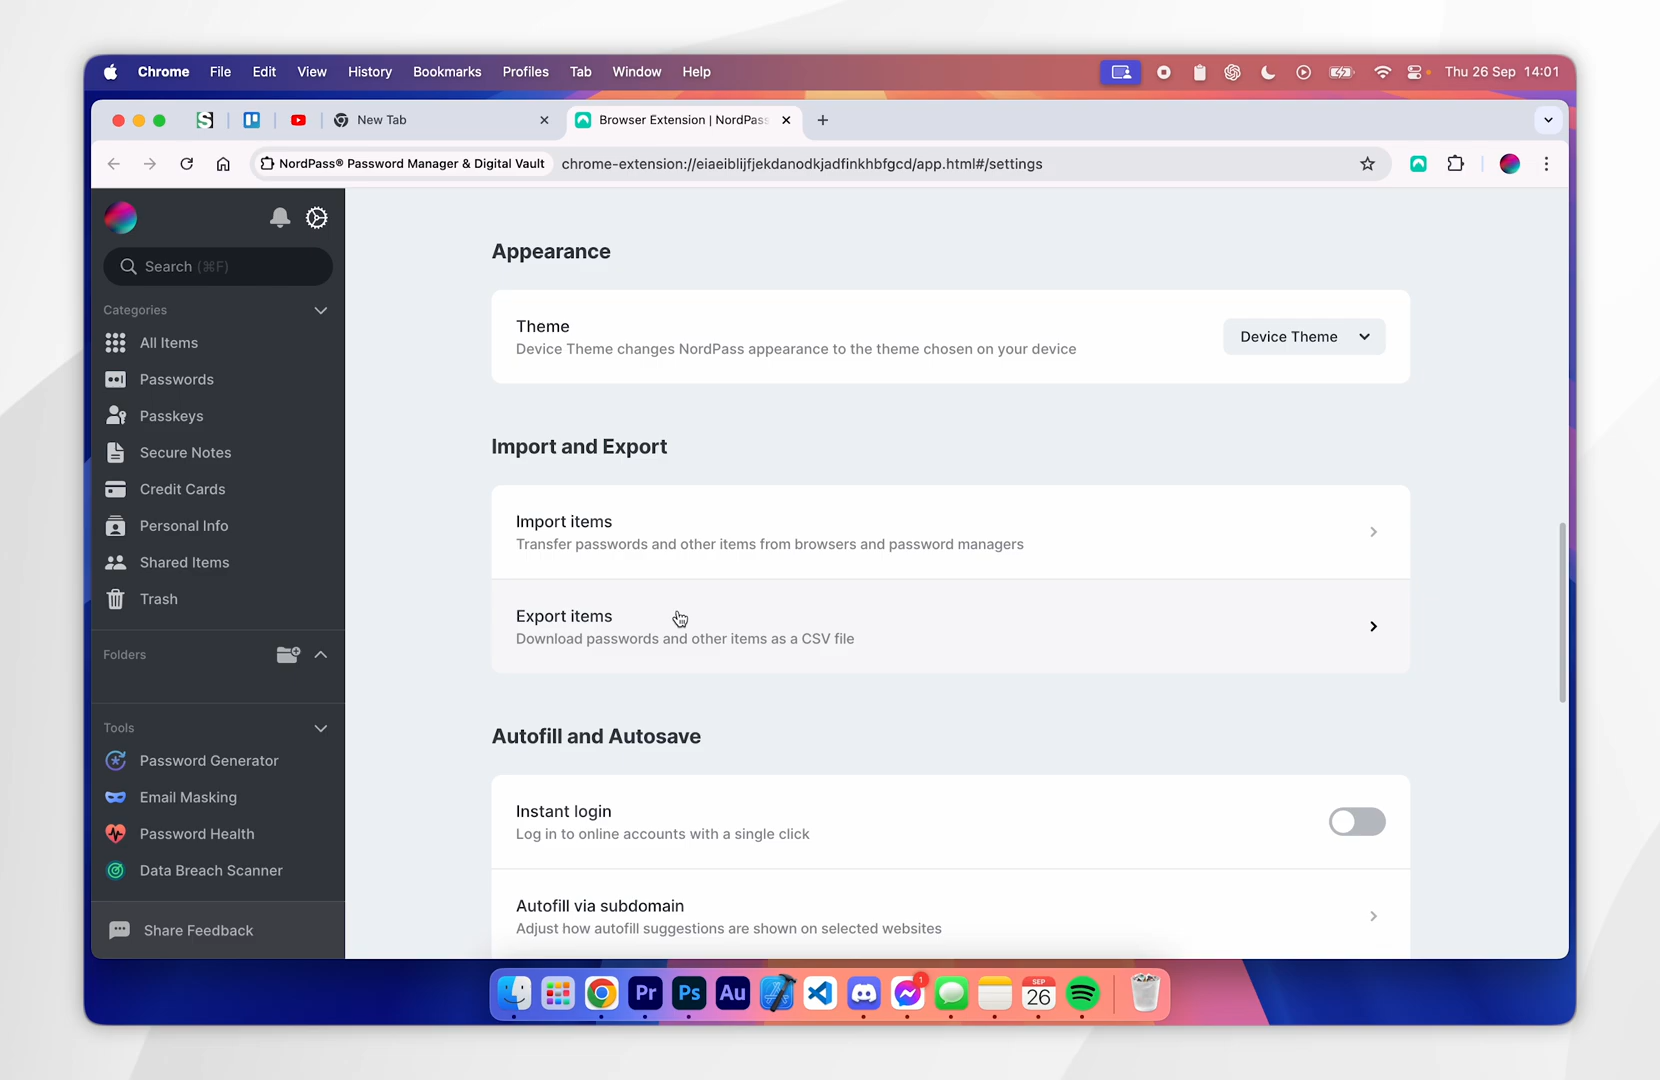 Chrome File Edit View History Bookmarks Profiles Tab Window Help Thu 26 Sep 14:01
S New Tab Browser Extension | NordPass
NordPass® Password Manager & Digital Vault chrome-extension://eiaeiblijfjekdanodkjadfinkhbfgcd/app.html#/settings
Search (⌘F)
Categories
All Items
Passwords
Passkeys
Secure Notes
Credit Cards
Personal Info
Shared Items
Trash
Folders
Tools
Password Generator
Email Masking
Password Health
Data Breach Scanner
Share Feedback
Appearance
Theme
Device Theme changes NordPass appearance to the theme chosen on your device
Device Theme
Import and Export
Import items
Transfer passwords and other items from browsers and password managers
Export items
Download passwords and other items as a CSV file
Autofill and Autosave
Instant login
Log in to online accounts with a single click
Autofill via subdomain
Adjust how autofill suggestions are shown on selected websites
Pr Ps Au 1 SEP 26